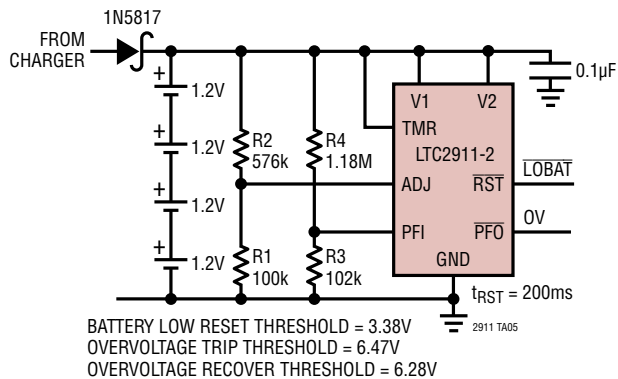 1N5817
FROM
CHARGER
+
1.2V
+
1.2V
+
1.2V
+
1.2V
R2
576k
R4
1.18M
R1
100k
R3
102k
0.1µF
V1
V2
TMR
LTC2911-2
ADJ
RST
PFI
PFO
GND
LOBAT
OV
tRST = 200ms
2911 TA05
BATTERY LOW RESET THRESHOLD = 3.38V
OVERVOLTAGE TRIP THRESHOLD = 6.47V
OVERVOLTAGE RECOVER THRESHOLD = 6.28V